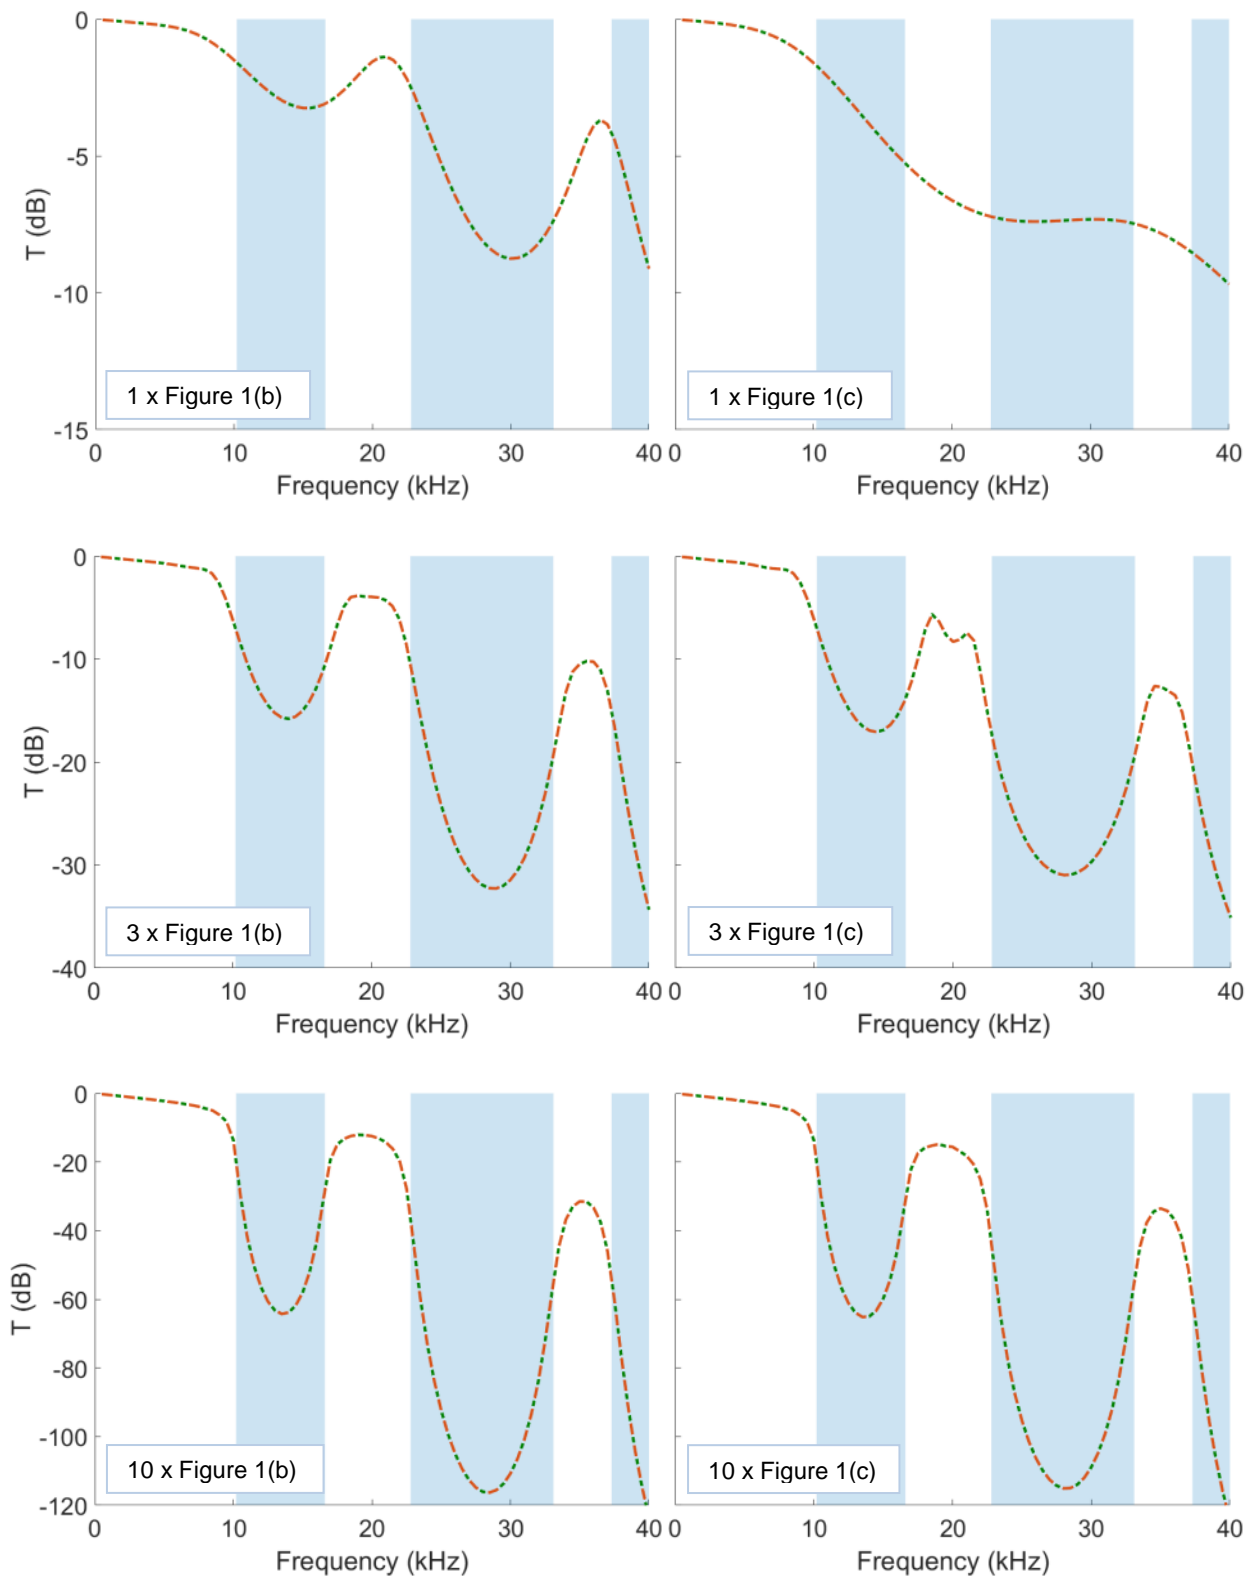 0
-5
-10
-15
T (dB)
1 x Figure 1(b)
0 10 20 30 40
Frequency (kHz)
1 x Figure 1(c)
0 10 20 30 40
Frequency (kHz)
0
-10
-20
-30
-40
T (dB)
3 x Figure 1(b)
0 10 20 30 40
Frequency (kHz)
3 x Figure 1(c)
0 10 20 30 40
Frequency (kHz)
0
-20
-40
-60
-80
-100
-120
T (dB)
10 x Figure 1(b)
0 10 20 30 40
Frequency (kHz)
10 x Figure 1(c)
0 10 20 30 40
Frequency (kHz)